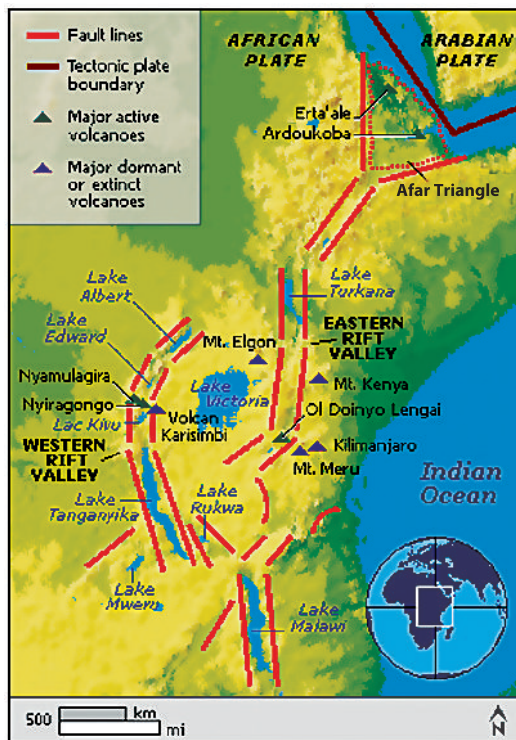 Fault lines
Tectonic plate
boundary
Major active
volcanoes
Major dormant
or extinct
volcanoes
AFRICAN
PLATE
ARABIAN
PLATE
Erta'ale
Ardoukoba
Afar Triangle
Lake
Albert
Lake
Turkana
Lake
Edward
Mt. Elgon
EASTERN
RIFT
VALLEY
Nyamulagira
Lake
Victoria
Mt. Kenya
Nyiragongo
Lac Kivu
Volcan
Karisimbi
Ol Doinyo Lengai
WESTERN
RIFT
VALLEY
Kilimanjaro
Mt. Meru
Indian
Ocean
Lake
Tanganyika
Lake
Rukwa
Lake
Mweru
Lake
Malawi
500
km
mi
N